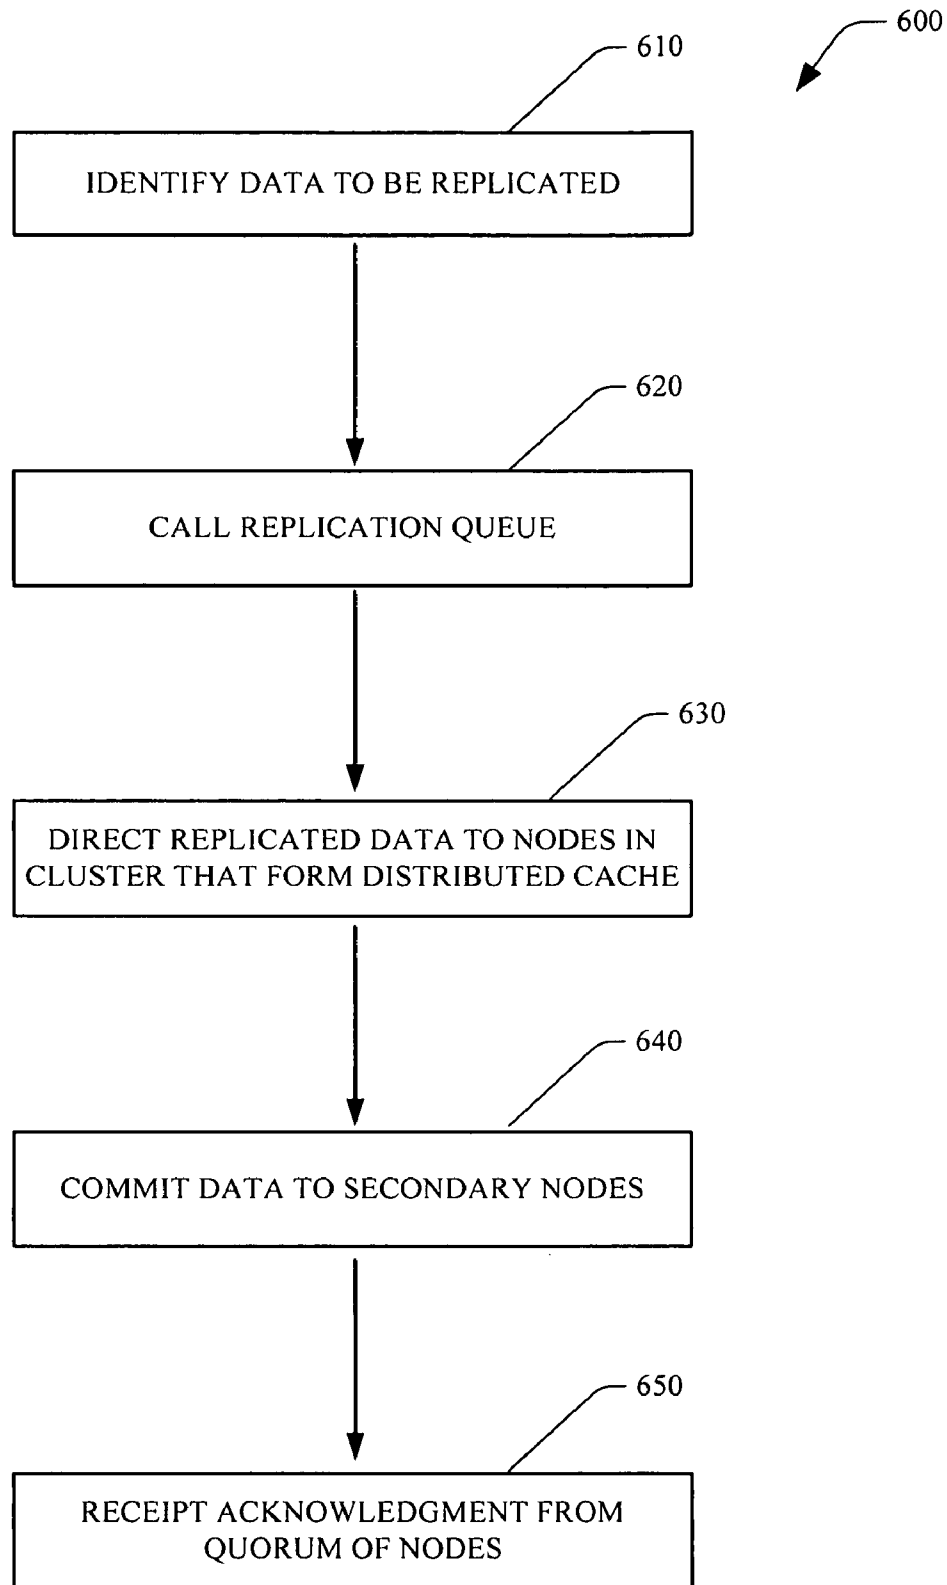 600
610
IDENTIFY DATA TO BE REPLICATED
620
CALL REPLICATION QUEUE
630
DIRECT REPLICATED DATA TO NODES IN
CLUSTER THAT FORM DISTRIBUTED CACHE
640
COMMIT DATA TO SECONDARY NODES
650
RECEIPT ACKNOWLEDGMENT FROM
QUORUM OF NODES